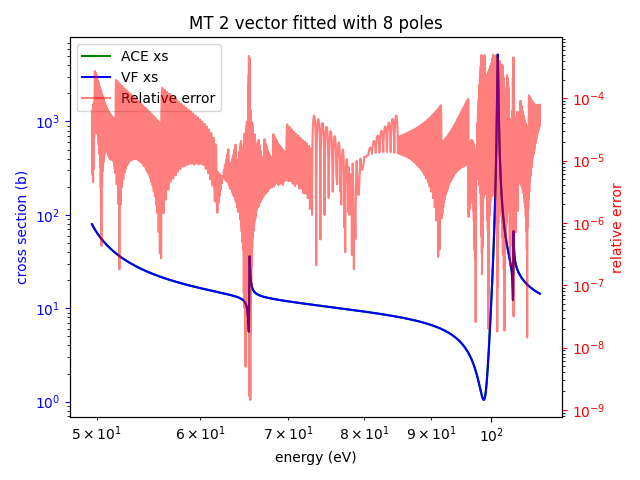 MT 2 vector fitted with 8 poles
ACE xs
VF xs
Relative error
cross section (b)
10³
10²
10¹
10⁰
relative error
10⁻⁴
10⁻⁵
10⁻⁶
10⁻⁷
10⁻⁸
10⁻⁹
5 × 10¹ 6 × 10¹ 7 × 10¹ 8 × 10¹ 9 × 10¹ 10²
energy (eV)